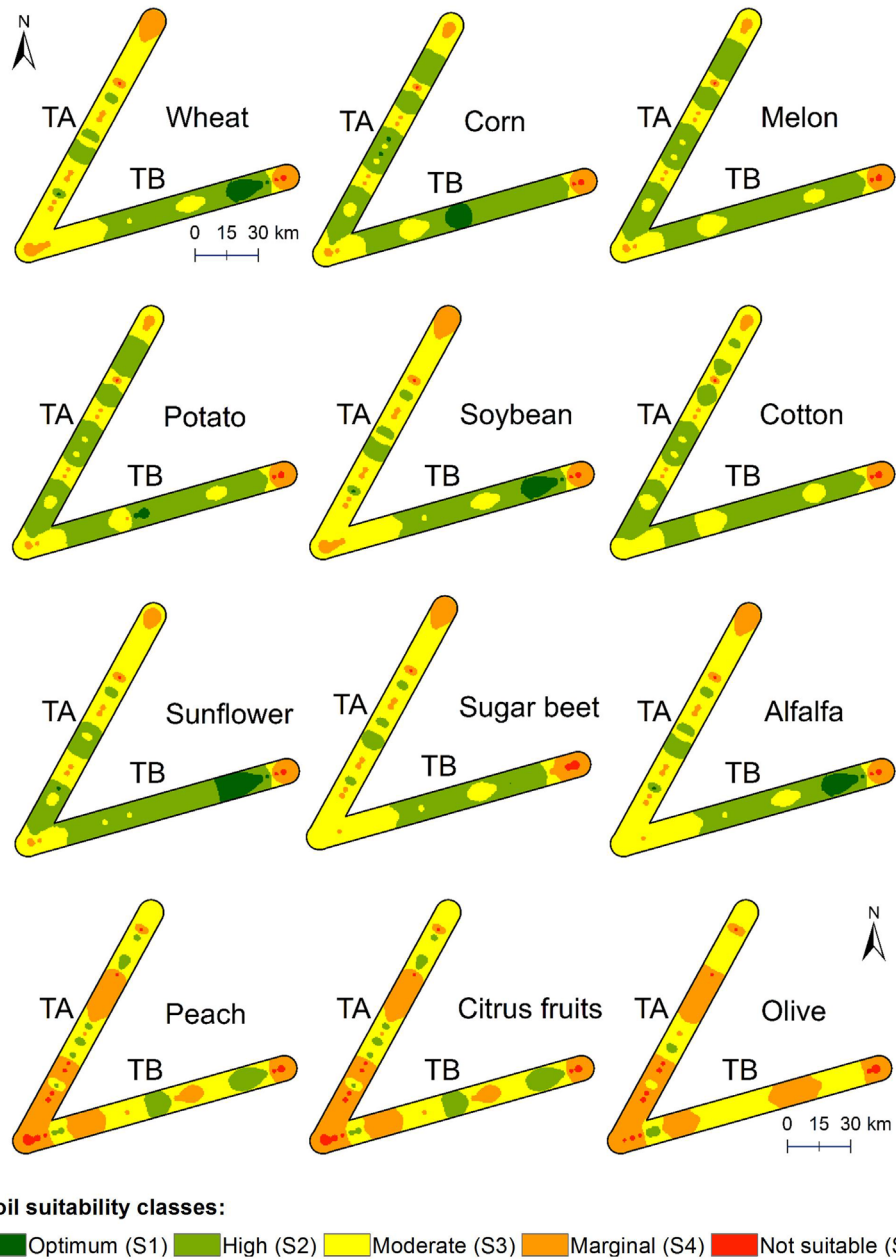 N
TA Wheat
TB
0 15 30 km
TA Corn
TB
TA Melon
TB
TA Potato
TB
TA Soybean
TB
TA Cotton
TB
TA Sunflower
TB
TA Sugar beet
TB
TA Alfalfa
TB
TA Peach
TB
TA Citrus fruits
TB
N
TA Olive
TB
0 15 30 km
oil suitability classes:
Optimum (S1) High (S2) Moderate (S3) Marginal (S4) Not suitable (